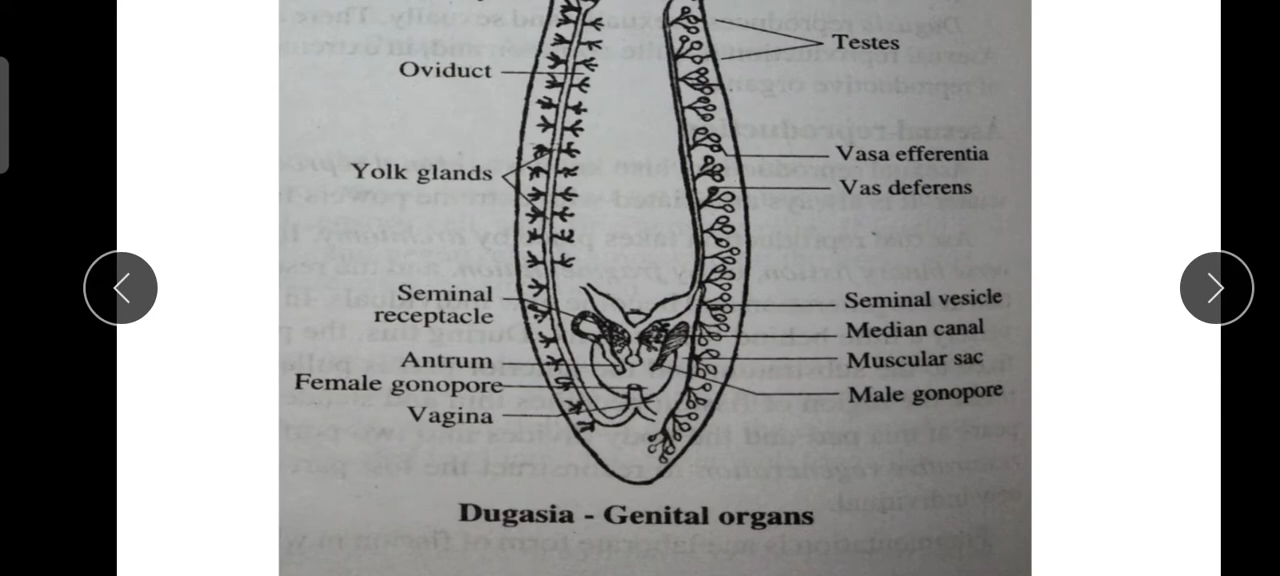 Testes
Oviduct
Vasa efferentia
Yolk glands
Vas deferens
Seminal
receptacle
Seminal vesicle
Median canal
Antrum
Muscular sac
Female gonopore
Male gonopore
Vagina
Dugasia - Genital organs